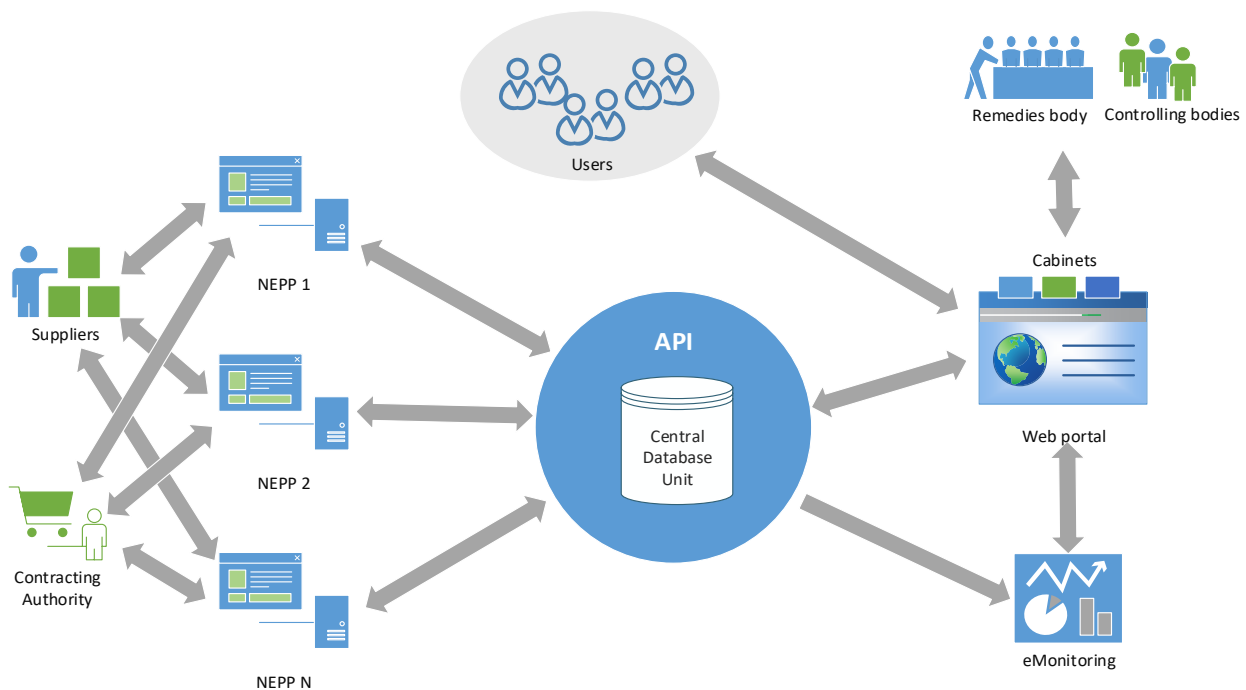 Remedies body
Controlling bodies
Users
Cabinets
NEPP 1
Suppliers
API
Central
Database
Unit
Web portal
NEPP 2
Contracting
Authority
eMonitoring
NEPP N